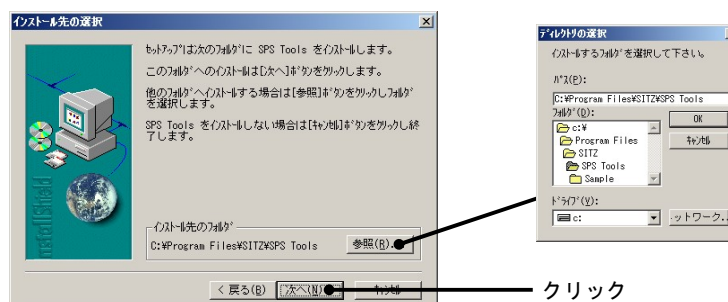 インストール先の選択
セットアップは次のフォルダに SPS Tools をインストールします。
このフォルダへのインストールは[次へ]ボタンをクリックします。
他のフォルダへインストールする場合は[参照]ボタンをクリックしフォルダ
を選択します。
SPS Tools をインストールしない場合は[キャンセル]ボタンをクリックし終
了します。
InstallShield
インストール先のフォルダ
C:¥Program Files¥SITZ¥SPS Tools
参照(R)...
< 戻る(B)
次へ(N)
キャンセル
クリック
ディレクトリの選択
インストールするフォルダを選択して下さい。
パス(P):
C:¥Program Files¥SITZ¥SPS Tools
フォルダ(D):
c:¥
Program Files
SITZ
SPS Tools
Sample
OK
キャンセル
ドライブ(V):
c:
ットワーク..